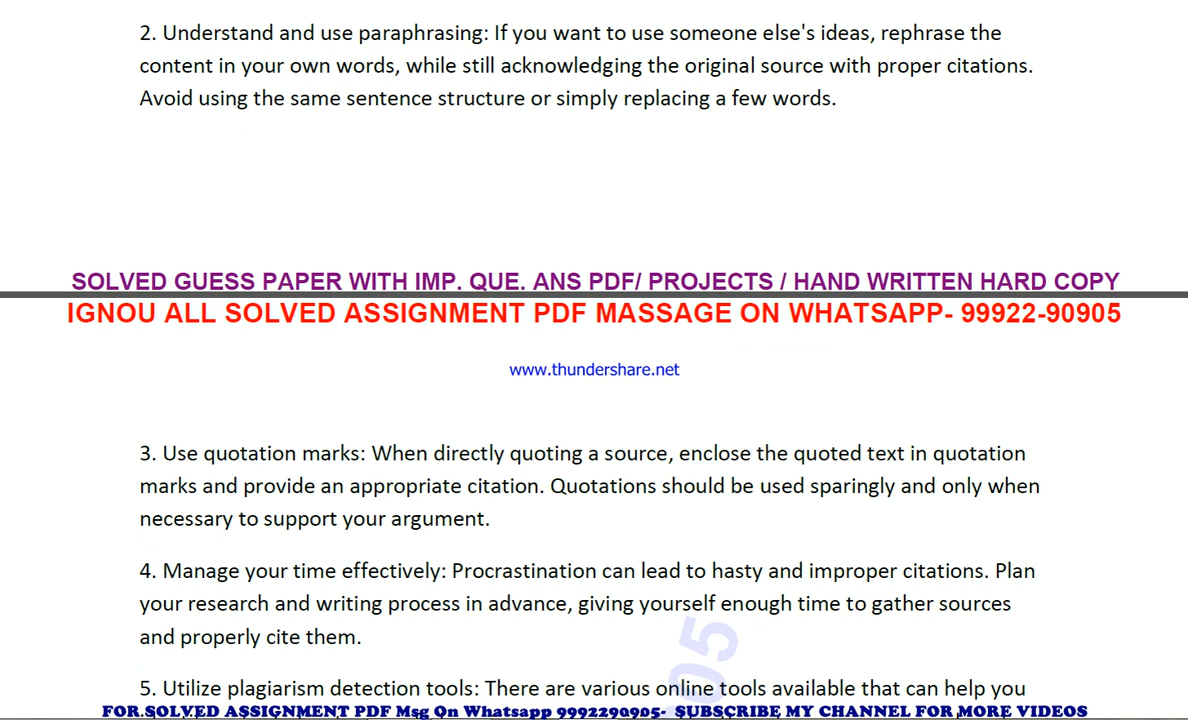 2. Understand and use paraphrasing: If you want to use someone else's ideas, rephrase the
content in your own words, while still acknowledging the original source with proper citations.
Avoid using the same sentence structure or simply replacing a few words.
SOLVED GUESS PAPER WITH IMP. QUE. ANS PDF/ PROJECTS / HAND WRITTEN HARD COPY
IGNOU ALL SOLVED ASSIGNMENT PDF MASSAGE ON WHATSAPP- 99922-90905
www.thundershare.net
3. Use quotation marks: When directly quoting a source, enclose the quoted text in quotation
marks and provide an appropriate citation. Quotations should be used sparingly and only when
necessary to support your argument.
4. Manage your time effectively: Procrastination can lead to hasty and improper citations. Plan
your research and writing process in advance, giving yourself enough time to gather sources
and properly cite them.
05
5. Utilize plagiarism detection tools: There are various online tools available that can help you
FOR SOLVED ASSIGNMENT PDF Msg On Whatsapp 9992290905- SUBSCRIBE MY CHANNEL FOR MORE VIDEOS